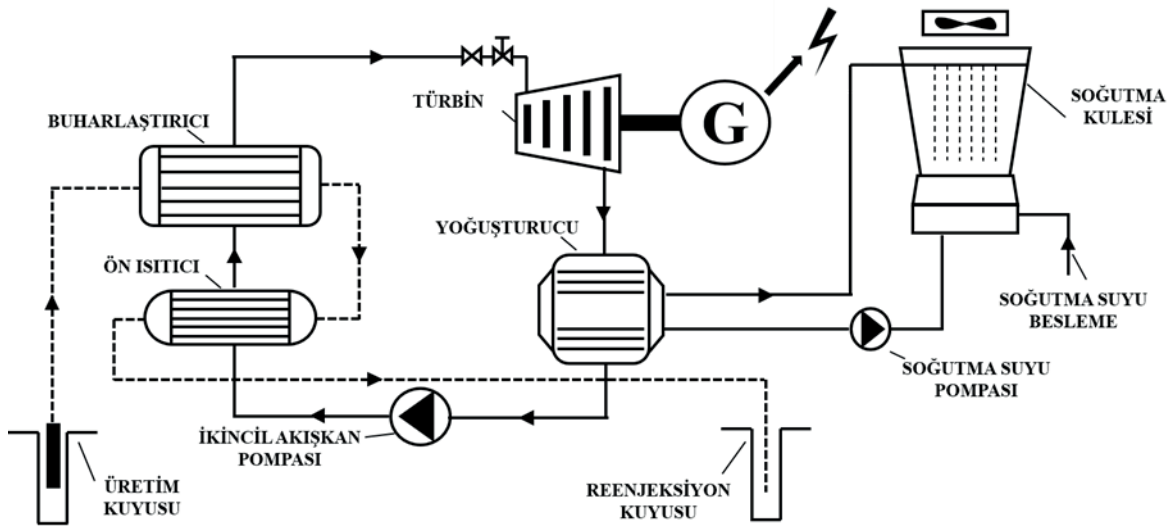 BUHARLAŞTIRICI
TÜRBİN
G
SOĞUTMA
KULESİ
YOĞUŞTURUCU
ÖN ISITICI
SOĞUTMA SUYU
BESLEME
SOĞUTMA SUYU
POMPASI
İKİNCİL AKIŞKAN
POMPASI
ÜRETİM
KUYUSU
REENJEKSİYON
KUYUSU